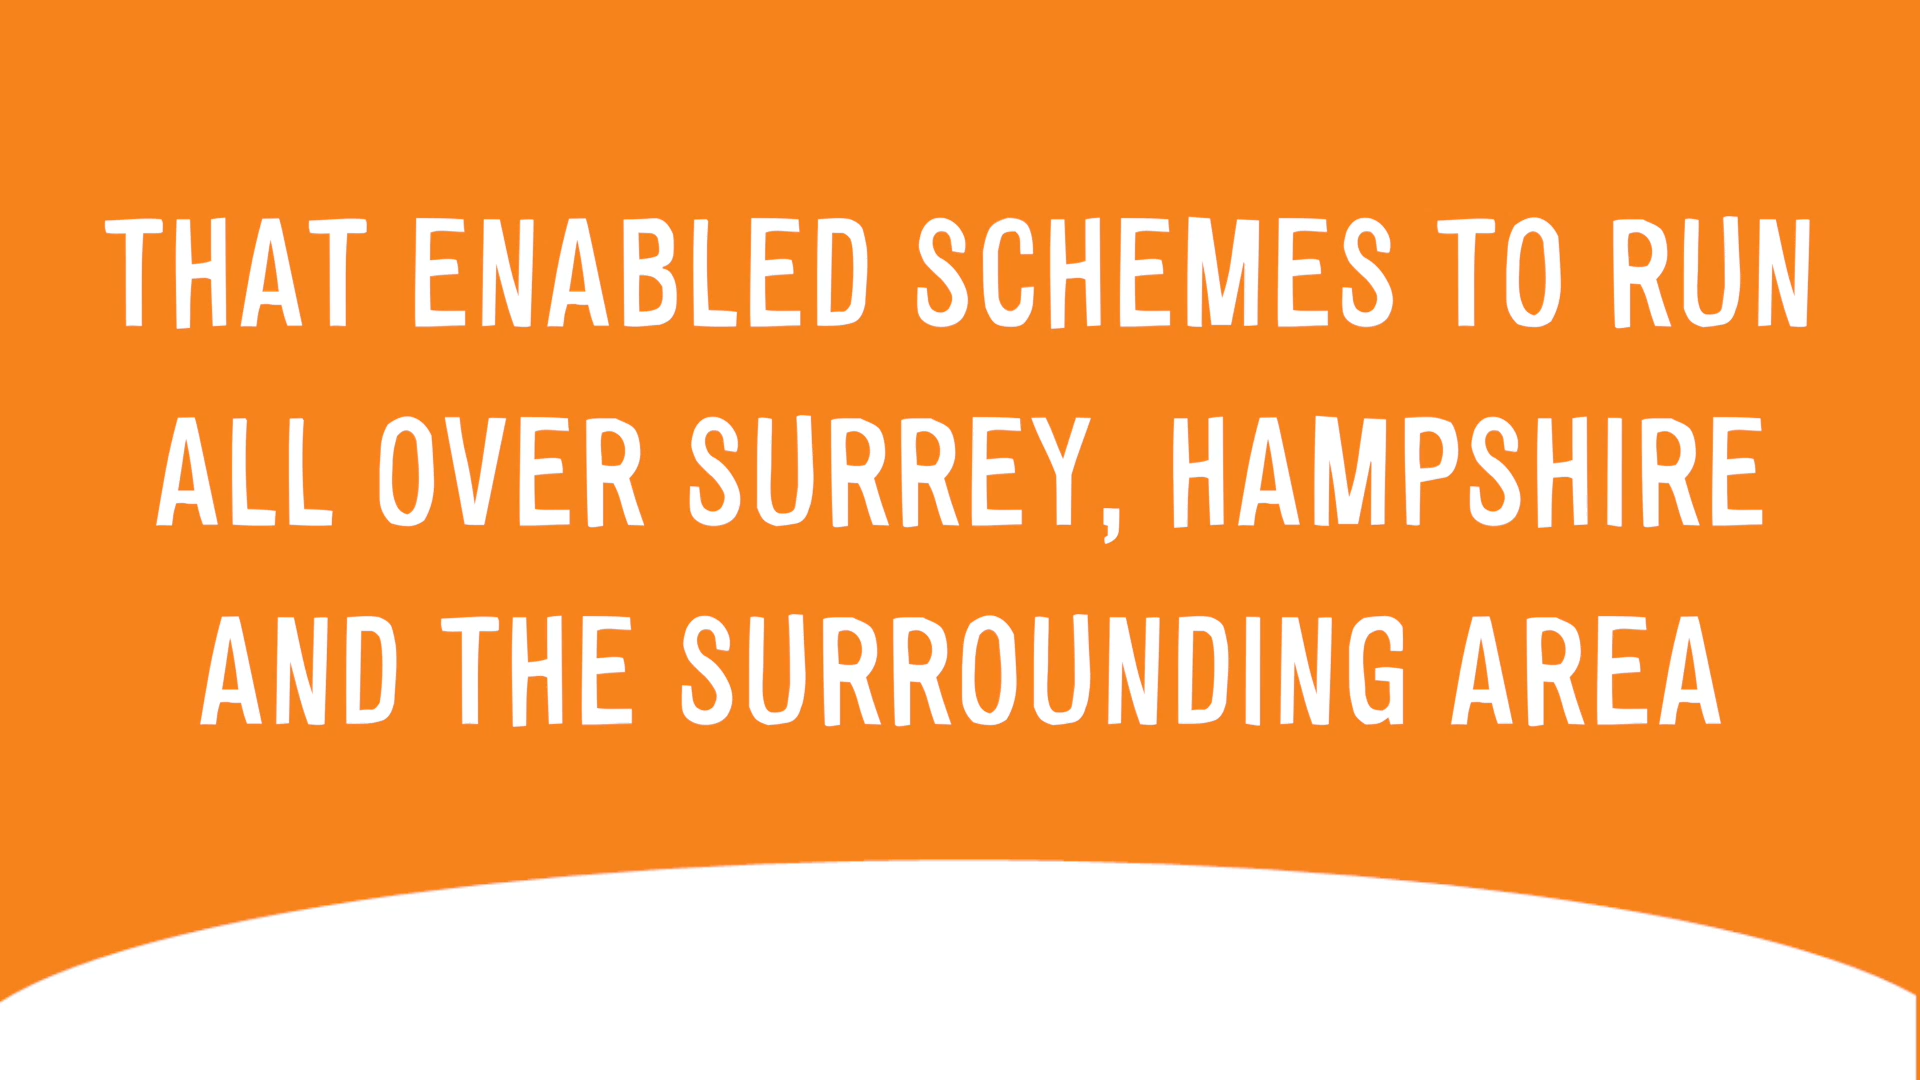 THAT ENABLED SCHEMES TO RUN
ALL OVER SURREY, HAMPSHIRE
AND THE SURROUNDING AREA